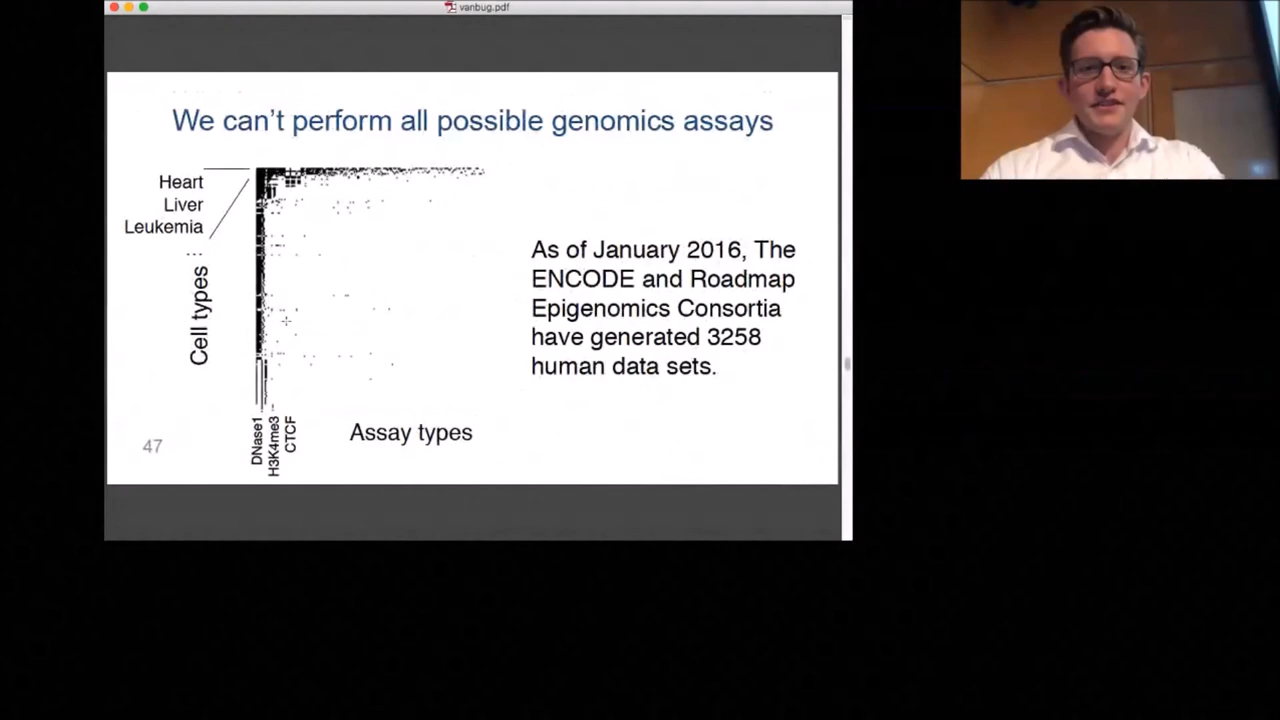 vanbug.pdf
We can't perform all possible genomics assays
Heart
Liver
Leukemia
...
Cell types
As of January 2016, The
ENCODE and Roadmap
Epigenomics Consortia
have generated 3258
human data sets.
DNase1
H3K4me3
CTCF
Assay types
47